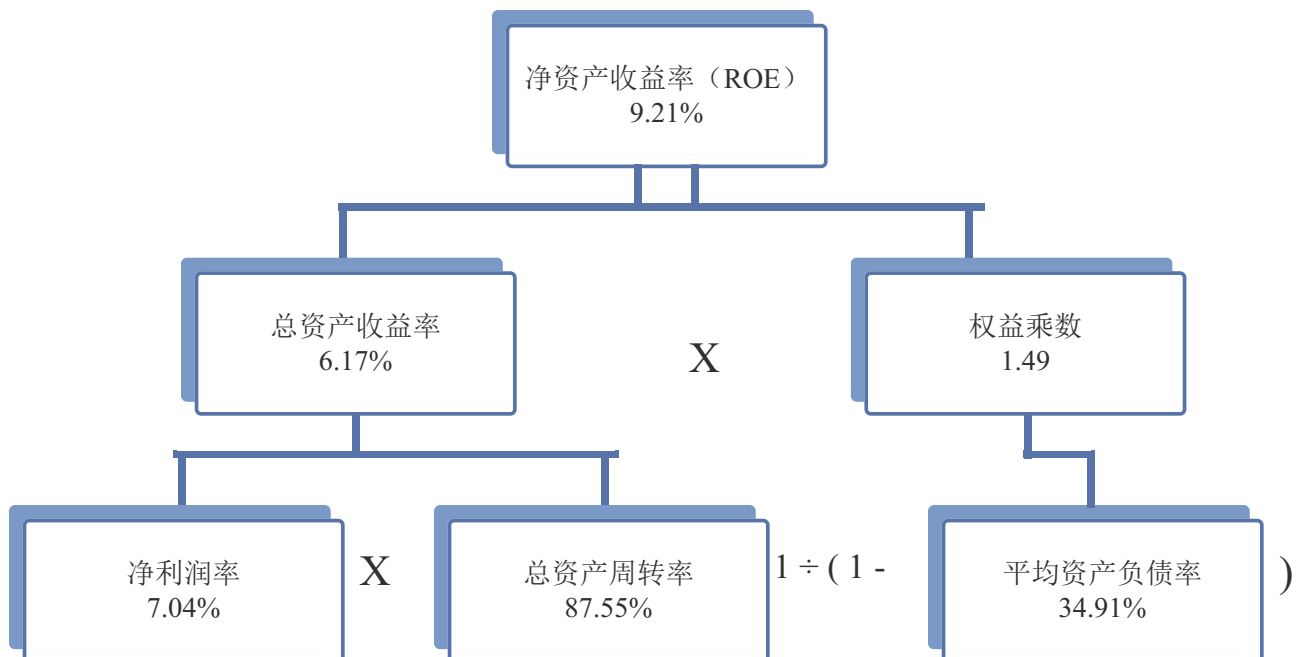 净资产收益率（ROE）
9.21%
总资产收益率
6.17%
X
权益乘数
1.49
净利润率
7.04%
X
总资产周转率
87.55%
1 ÷ ( 1 -
平均资产负债率
34.91%
)